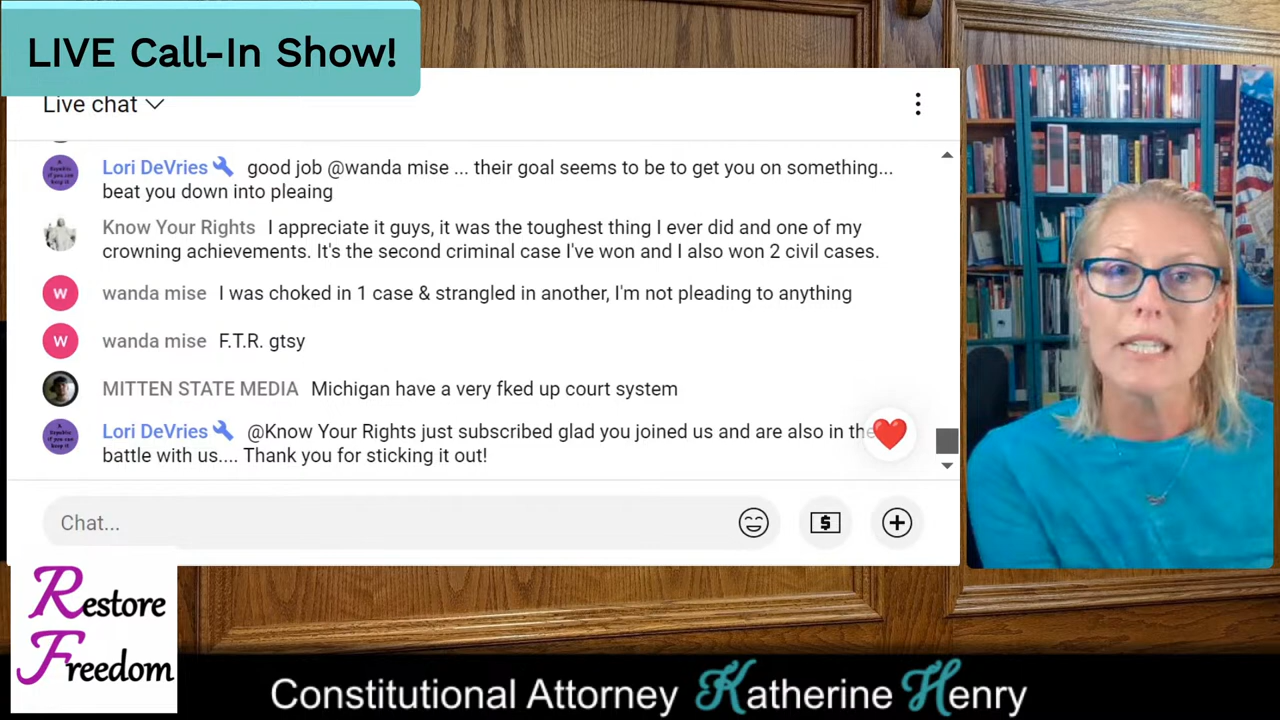 LIVE Call-In Show!
Live chat
Lori DeVries good job @wanda mise ... their goal seems to be to get you on something...
beat you down into pleaing
Know Your Rights I appreciate it guys, it was the toughest thing I ever did and one of my
crowning achievements. It's the second criminal case I've won and I also won 2 civil cases.
W wanda mise I was choked in 1 case & strangled in another, I'm not pleading to anything
W wanda mise F.T.R. gtsy
MITTEN STATE MEDIA Michigan have a very fked up court system
Lori DeVries @Know Your Rights just subscribed glad you joined us and are also in the
battle with us.... Thank you for sticking it out!
Chat...
$
Restore
Freedom
Constitutional Attorney Katherine Henry